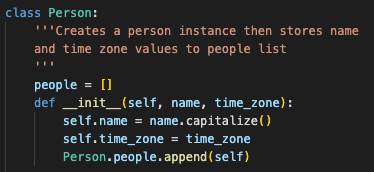 class Person:
    '''Creates a person instance then stores name
    and time zone values to people list
    '''
    people = []
    def __init__(self, name, time_zone):
        self.name = name.capitalize()
        self.time_zone = time_zone
        Person.people.append(self)